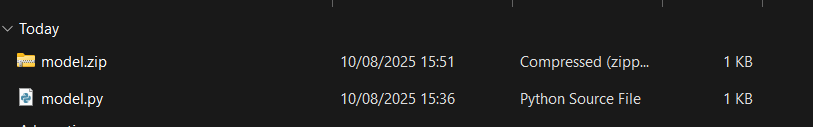 Today
model.zip 10/08/2025 15:51 Compressed (zipp... 1 KB
model.py 10/08/2025 15:36 Python Source File 1 KB